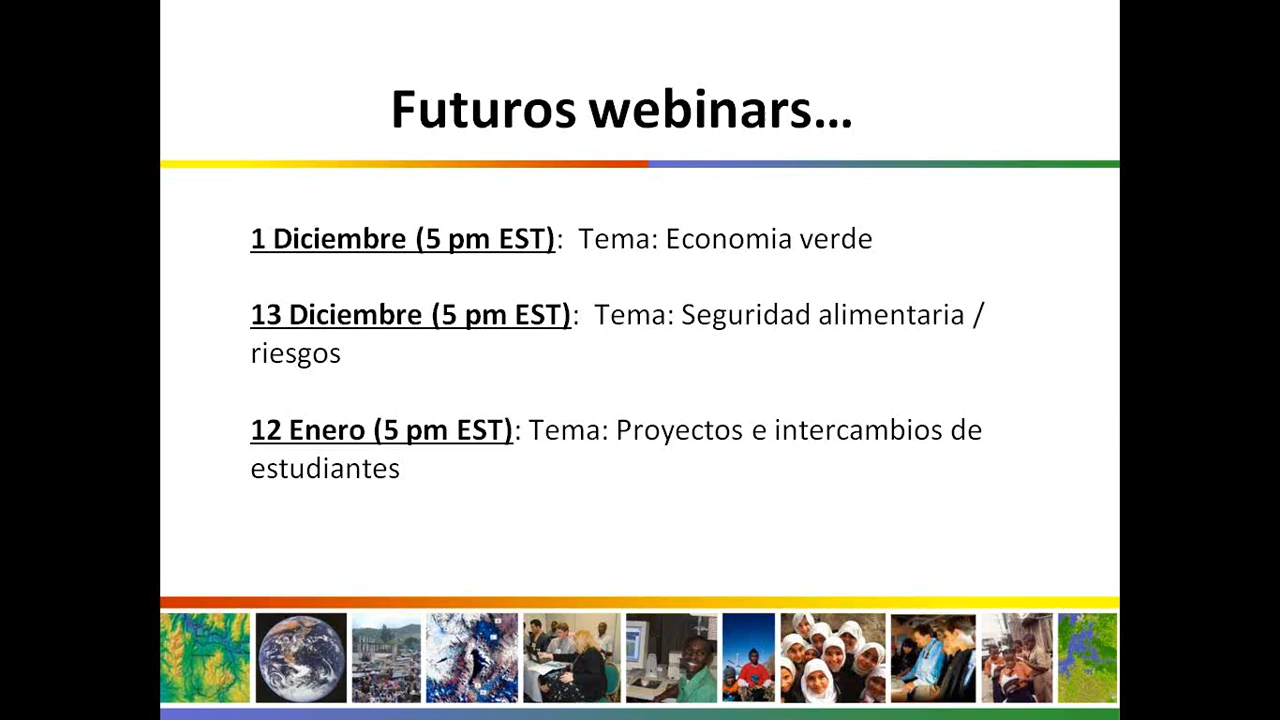 Futuros webinars...
1 Diciembre (5 pm EST): Tema: Economia verde
13 Diciembre (5 pm EST): Tema: Seguridad alimentaria /
riesgos
12 Enero (5 pm EST): Tema: Proyectos e intercambios de
estudiantes